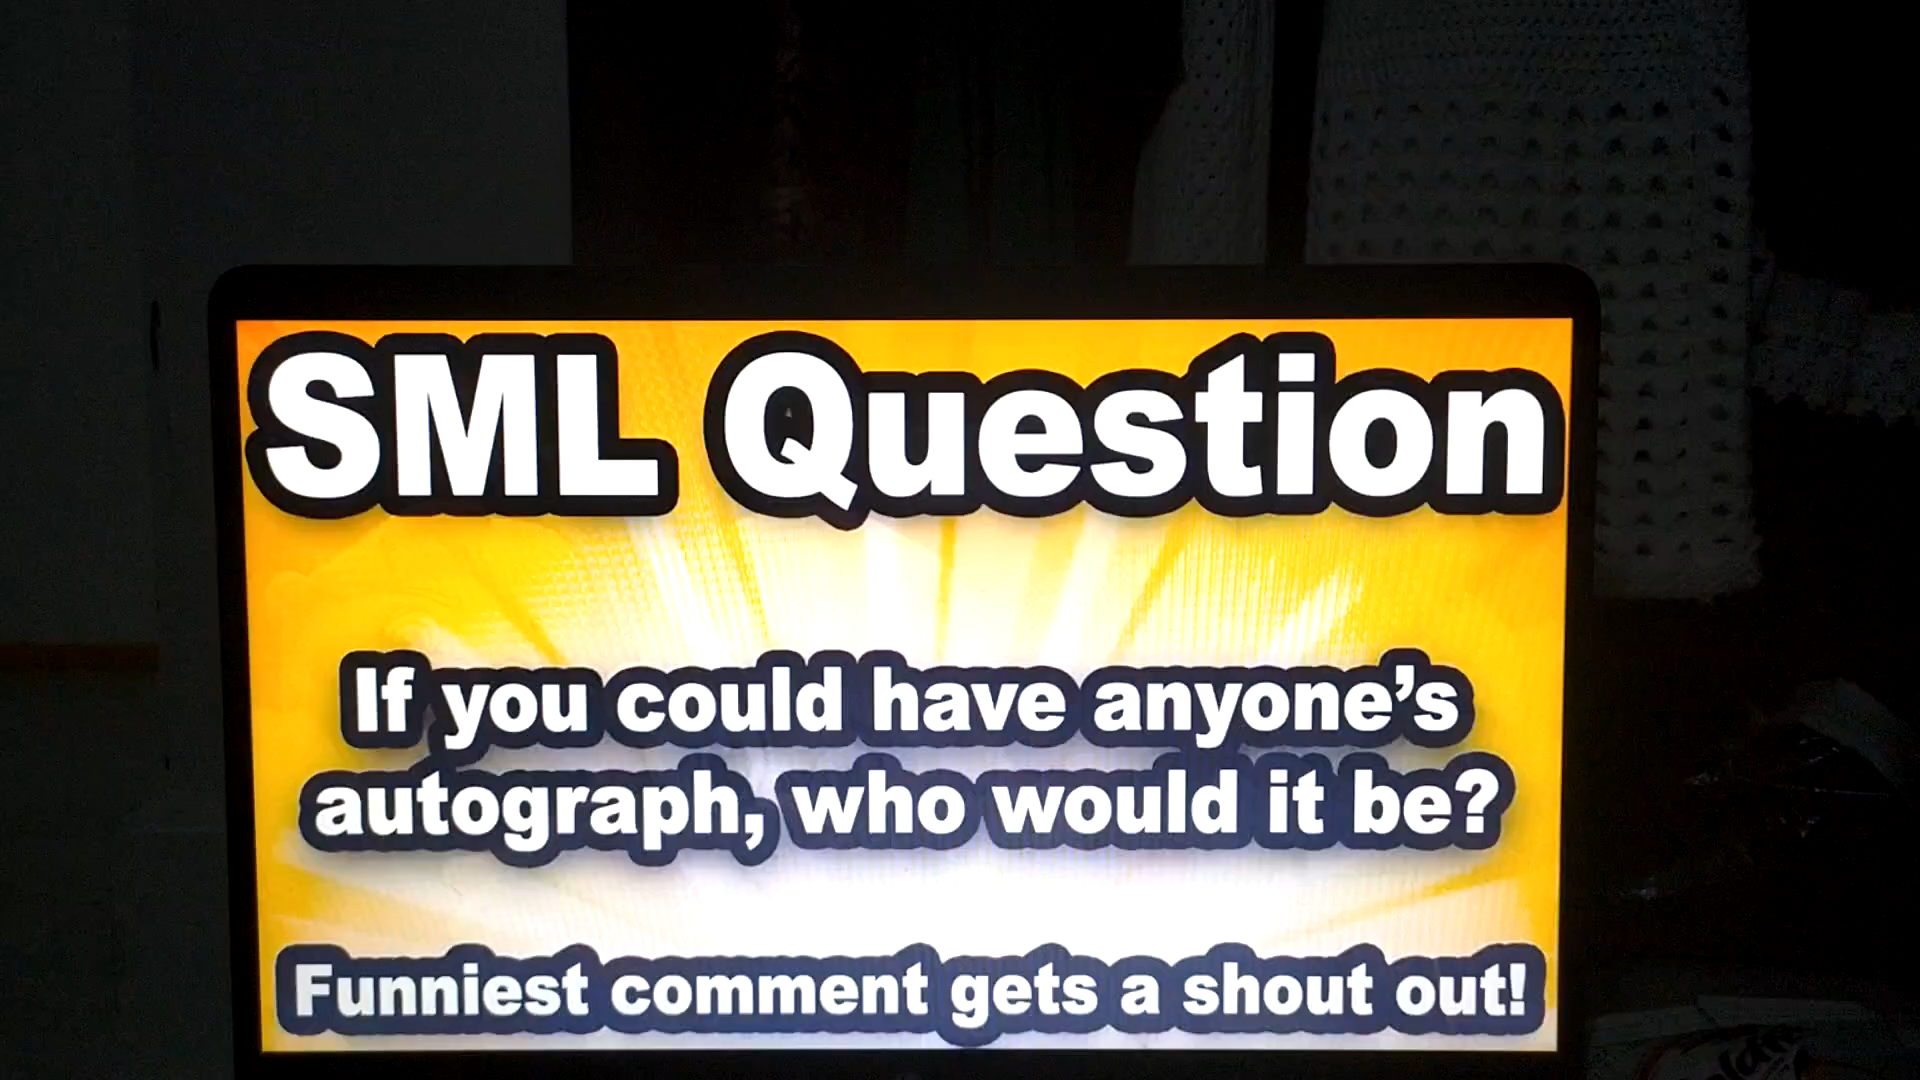 SML Question
If you could have anyone’s
autograph, who would it be?
Funniest comment gets a shout out!